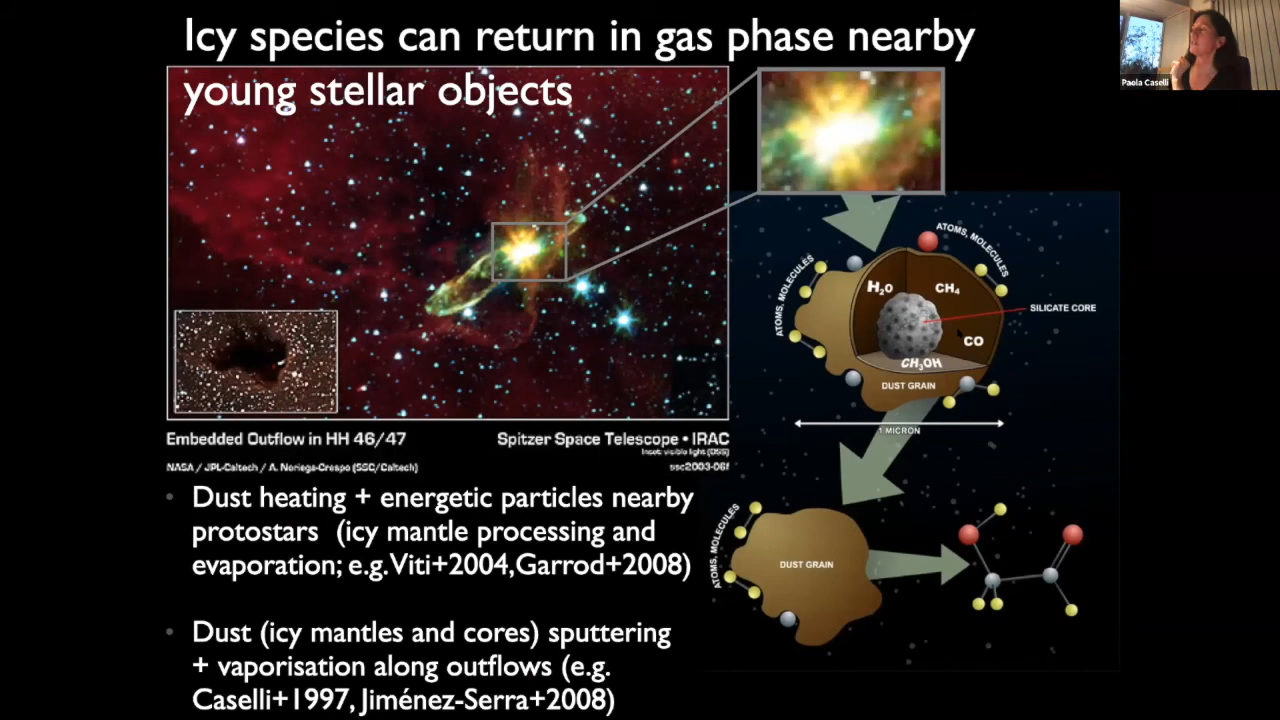 Icy species can return in gas phase nearby
young stellar objects
Paola Caselli
ATOMS, MOLECULES
ATOMS, MOLECULES
H₂O
CH₄
SILICATE CORE
CO
CH₃OH
DUST GRAIN
1 MICRON
Embedded Outflow in HH 46/47
Spitzer Space Telescope • IRAC
Inset: visible light (DSS)
NASA / JPL-Caltech / A. Noriega-Crespo (SSC/Caltech)
ssc2003-06f
• Dust heating + energetic particles nearby
protostars (icy mantle processing and
evaporation; e.g. Viti+2004, Garrod+2008)
ATOMS, MOLECULES
DUST GRAIN
• Dust (icy mantles and cores) sputtering
+ vaporisation along outflows (e.g.
Caselli+1997, Jiménez-Serra+2008)